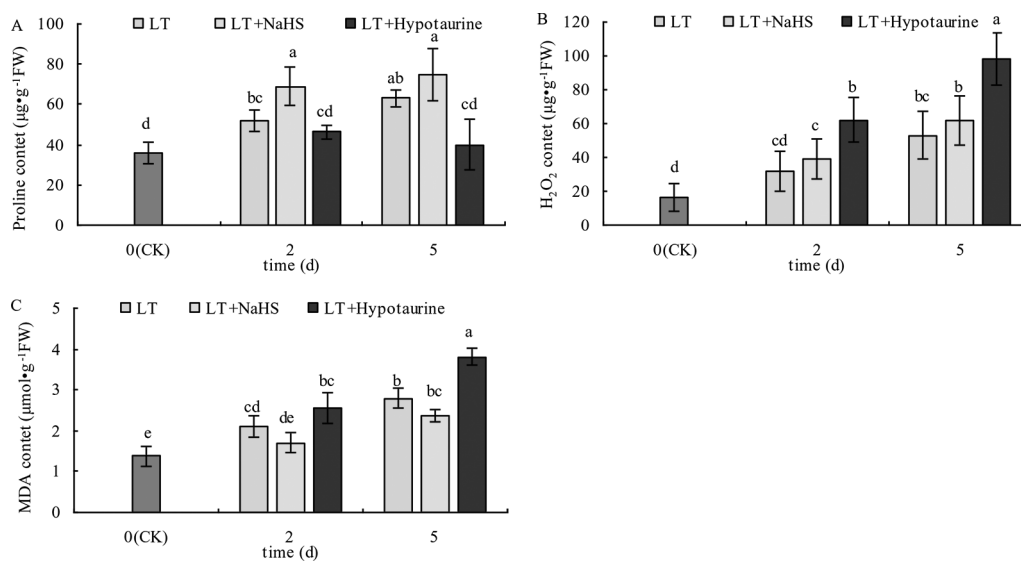 A
LT LT+NaHS LT+Hypotaurine
Proline contet (μg•g⁻¹FW)
100
80
60
40
20
0
d
bc
a
cd
ab
a
cd
0(CK) 2 5
time (d)
B
LT LT+NaHS LT+Hypotaurine
H₂O₂ contet (μg•g⁻¹FW)
120
100
80
60
40
20
0
d
cd
c
b
bc
b
a
0(CK) 2 5
time (d)
C
LT LT+NaHS LT+Hypotaurine
MDA contet (μmol•g⁻¹FW)
5
4
3
2
1
0
e
cd
de
bc
b
bc
a
0(CK) 2 5
time (d)